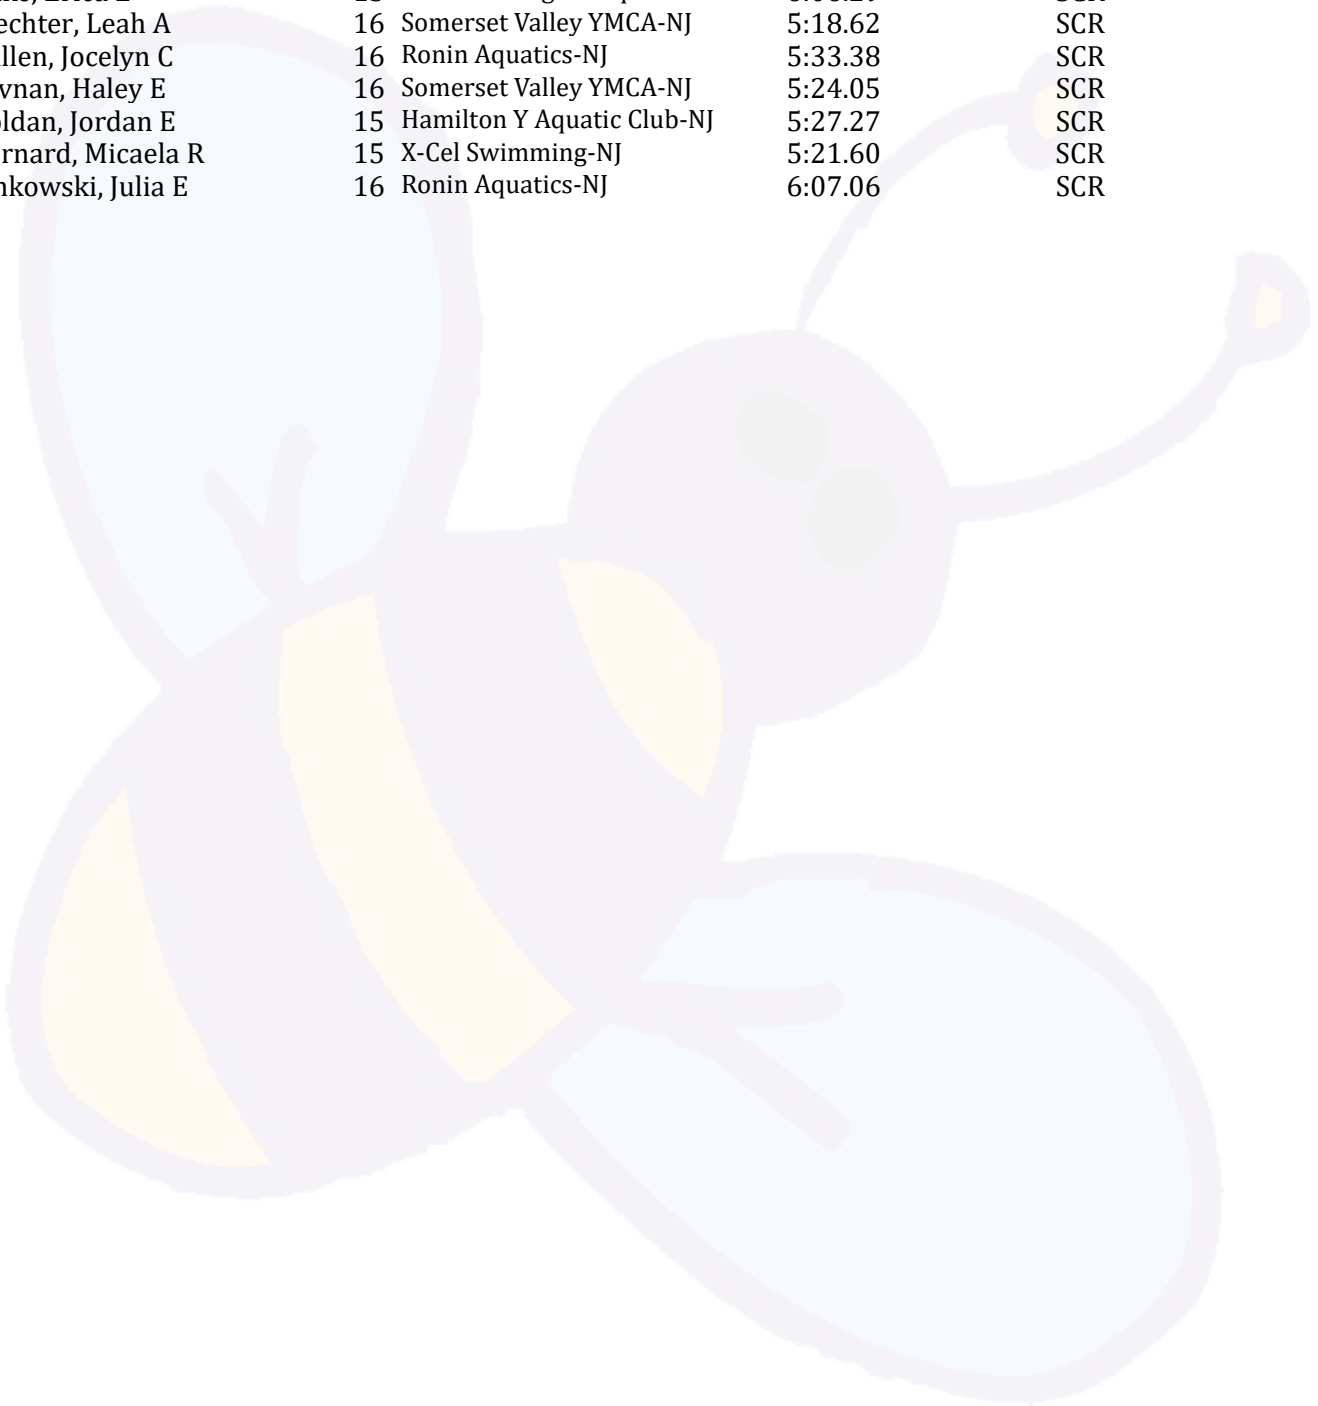 echter, Leah A 16 Somerset Valley YMCA-NJ 5:18.62 SCR
llen, Jocelyn C 16 Ronin Aquatics-NJ 5:33.38 SCR
vnan, Haley E 16 Somerset Valley YMCA-NJ 5:24.05 SCR
ldan, Jordan E 15 Hamilton Y Aquatic Club-NJ 5:27.27 SCR
rnard, Micaela R 15 X-Cel Swimming-NJ 5:21.60 SCR
nkowski, Julia E 16 Ronin Aquatics-NJ 6:07.06 SCR